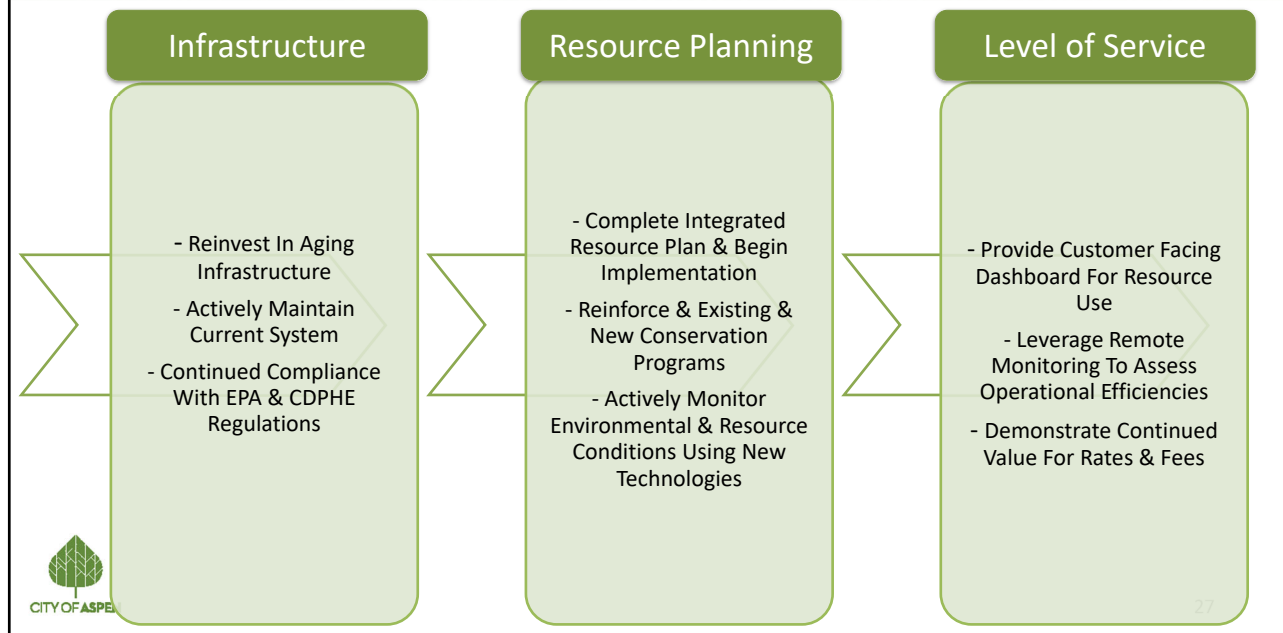 Infrastructure
- Reinvest In Aging
Infrastructure
- Actively Maintain
Current System
- Continued Compliance
With EPA & CDPHE
Regulations
Resource Planning
- Complete Integrated
Resource Plan & Begin
Implementation
- Reinforce & Existing &
New Conservation
Programs
- Actively Monitor
Environmental & Resource
Conditions Using New
Technologies
Level of Service
- Provide Customer Facing
Dashboard For Resource
Use
- Leverage Remote
Monitoring To Assess
Operational Efficiencies
- Demonstrate Continued
Value For Rates & Fees
CITY OF ASPEN
27